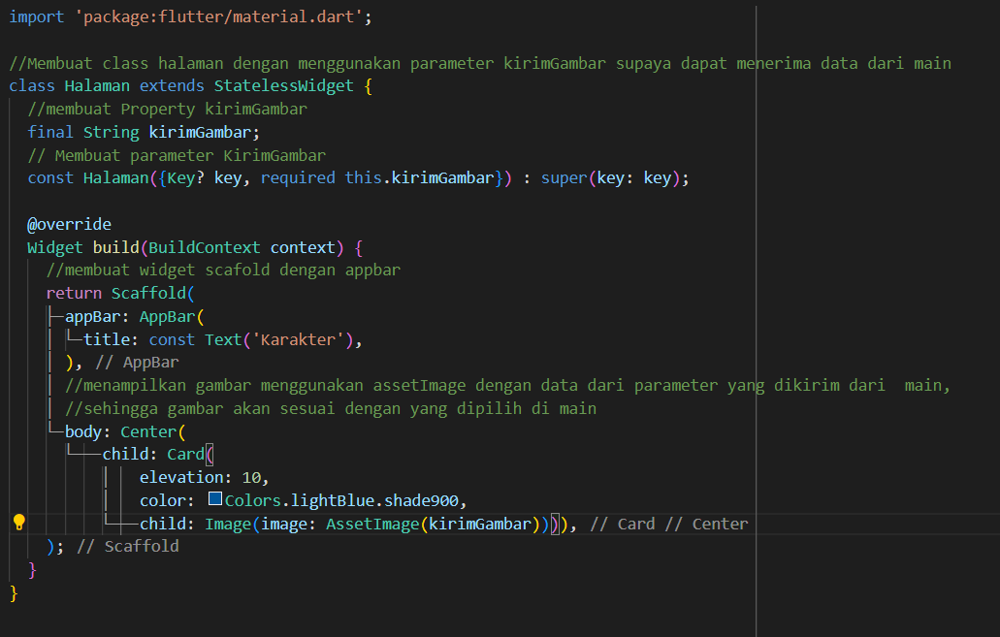 import 'package:flutter/material.dart';
//Membuat class halaman dengan menggunakan parameter kirimGambar supaya dapat menerima data dari main
class Halaman extends StatelessWidget {
//membuat Property kirimGambar
final String kirimGambar;
// Membuat parameter KirimGambar
const Halaman({Key? key, required this.kirimGambar}) : super(key: key);
@override
Widget build(BuildContext context) {
//membuat widget scafold dengan appbar
return Scaffold(
appBar: AppBar(
title: const Text('Karakter'),
), // AppBar
//menampilkan gambar menggunakan assetImage dengan data dari parameter yang dikirim dari  main,
//sehingga gambar akan sesuai dengan yang dipilih di main
body: Center(
child: Card(
elevation: 10,
color: Colors.lightBlue.shade900,
child: Image(image: AssetImage(kirimGambar)))), // Card // Center
); // Scaffold
}
}